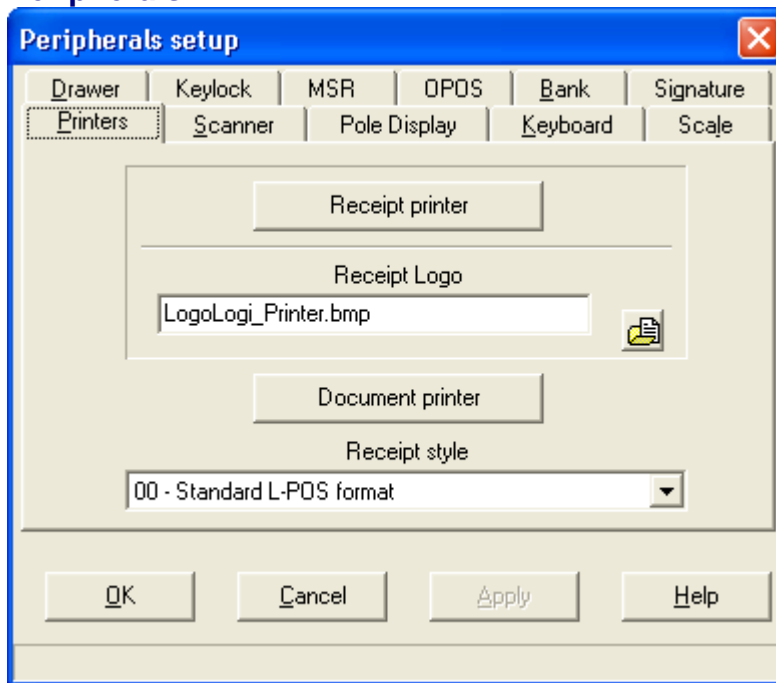 Peripherals setup
Drawer Keylock MSR OPOS Bank Signature
Printers Scanner Pole Display Keyboard Scale
Receipt printer
Receipt Logo
LogoLogi_Printer.bmp
Document printer
Receipt style
00 - Standard L-POS format
OK Cancel Apply Help